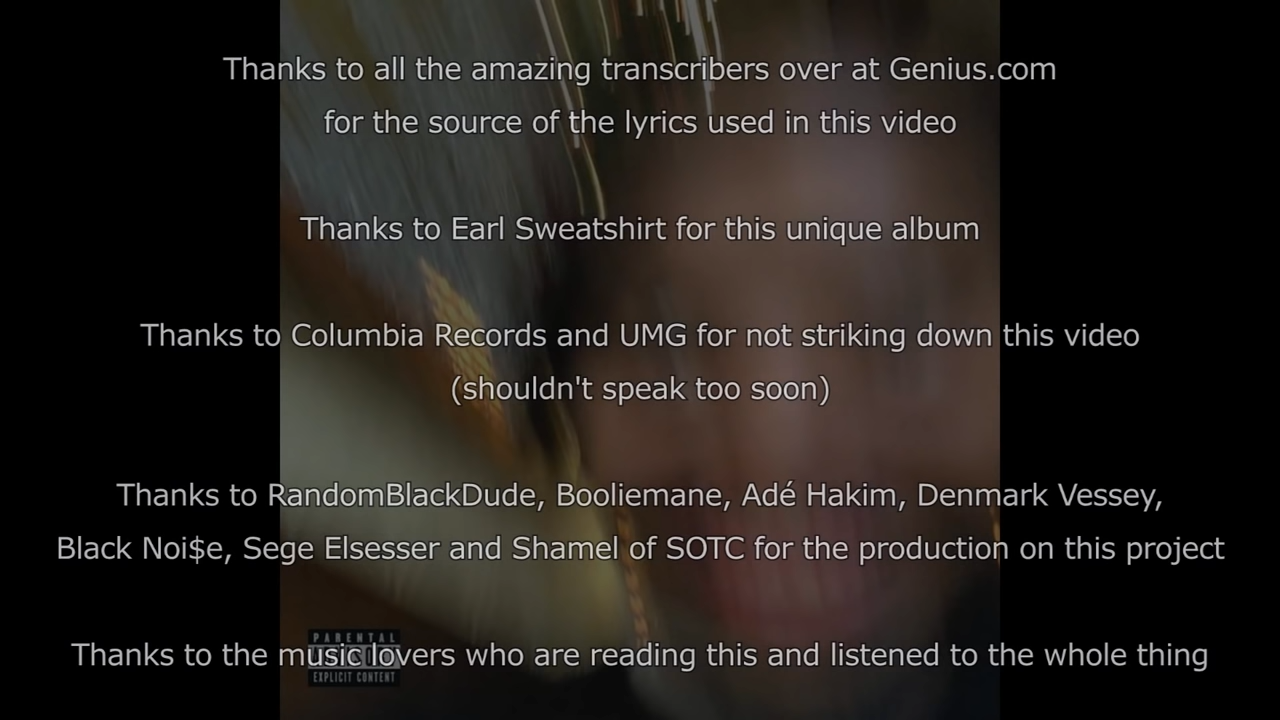 Thanks to all the amazing transcribers over at Genius.com
for the source of the lyrics used in this video
Thanks to Earl Sweatshirt for this unique album
Thanks to Columbia Records and UMG for not striking down this video
(shouldn't speak too soon)
Thanks to RandomBlackDude, Booliemane, Adé Hakim, Denmark Vessey,
Black Noi$e, Sege Elsesser and Shamel of SOTC for the production on this project
PARENTAL
Thanks to the music lovers who are reading this and listened to the whole thing
EXPLICIT CONTENT